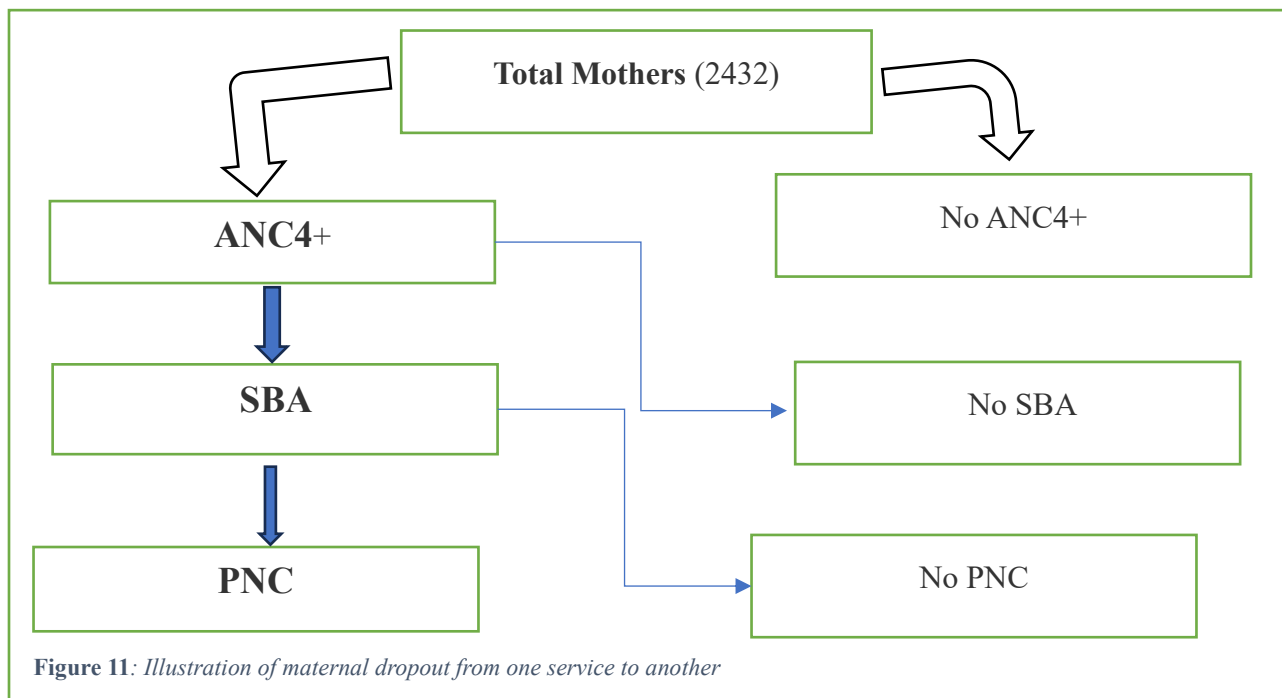 Total Mothers (2432)
ANC4+
No ANC4+
SBA
No SBA
PNC
No PNC
Figure 11: Illustration of maternal dropout from one service to another